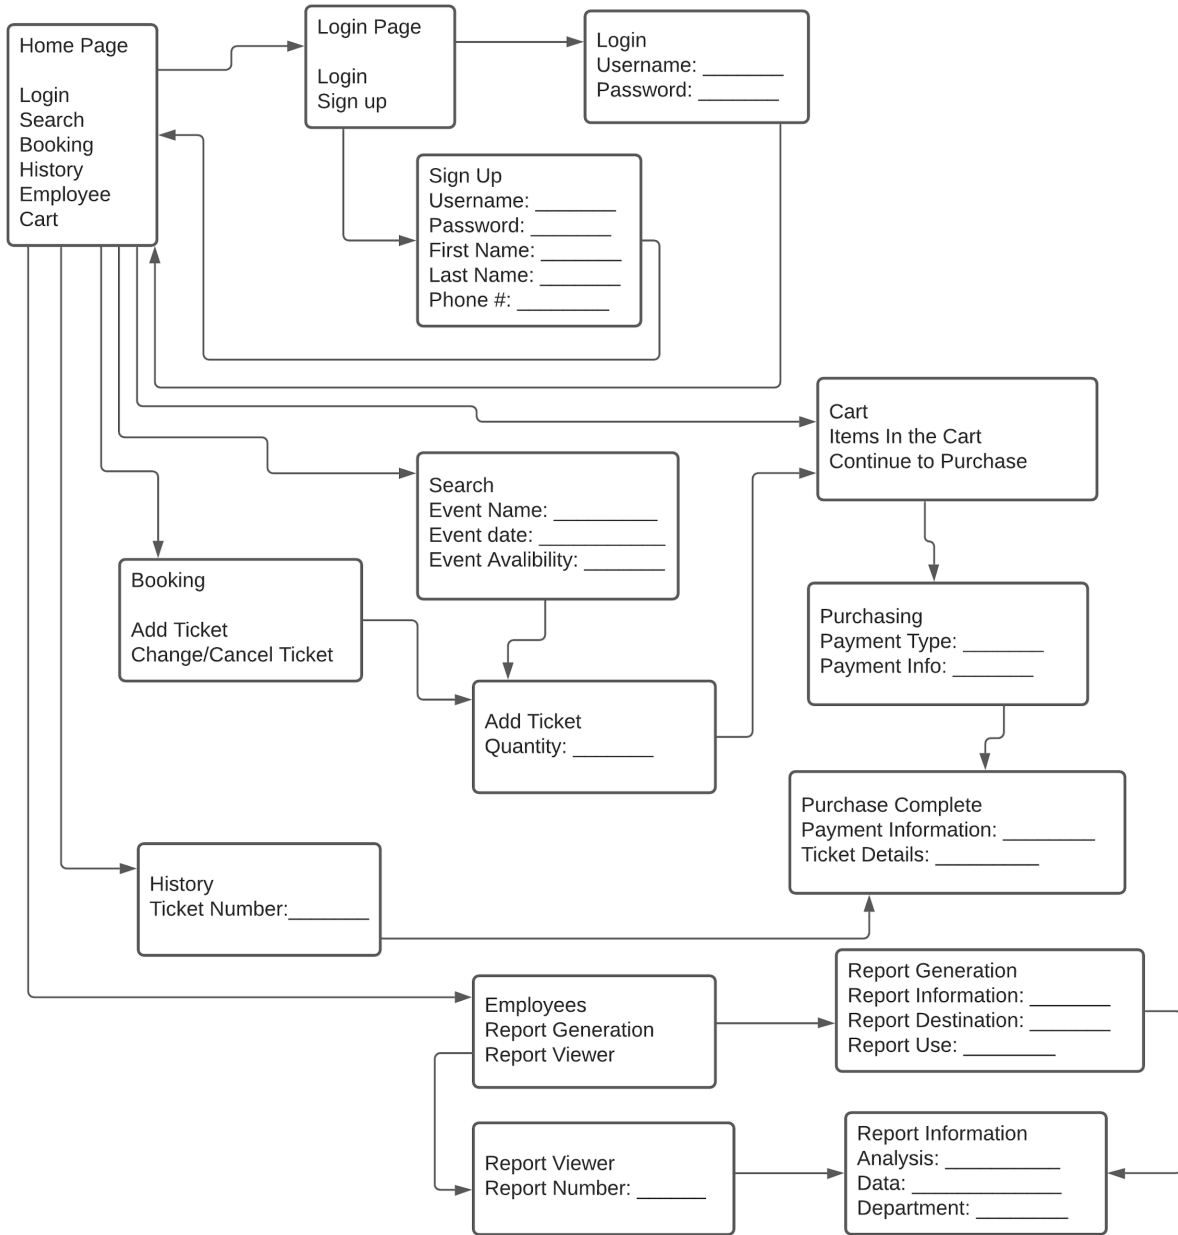 Home Page
Login
Search
Booking
History
Employee
Cart
Login Page
Login
Sign up
Login
Username: _______
Password: _______
Sign Up
Username: _______
Password: _______
First Name: _______
Last Name: _______
Phone #: ________
Cart
Items In the Cart
Continue to Purchase
Search
Event Name: _________
Event date: ___________
Event Avalibility: _______
Booking
Add Ticket
Change/Cancel Ticket
Purchasing
Payment Type: _______
Payment Info: _______
Add Ticket
Quantity: _______
Purchase Complete
Payment Information: ________
Ticket Details: _________
History
Ticket Number:_______
Employees
Report Generation
Report Viewer
Report Generation
Report Information: _______
Report Destination: _______
Report Use: ________
Report Viewer
Report Number: ______
Report Information
Analysis: __________
Data: _____________
Department: ________